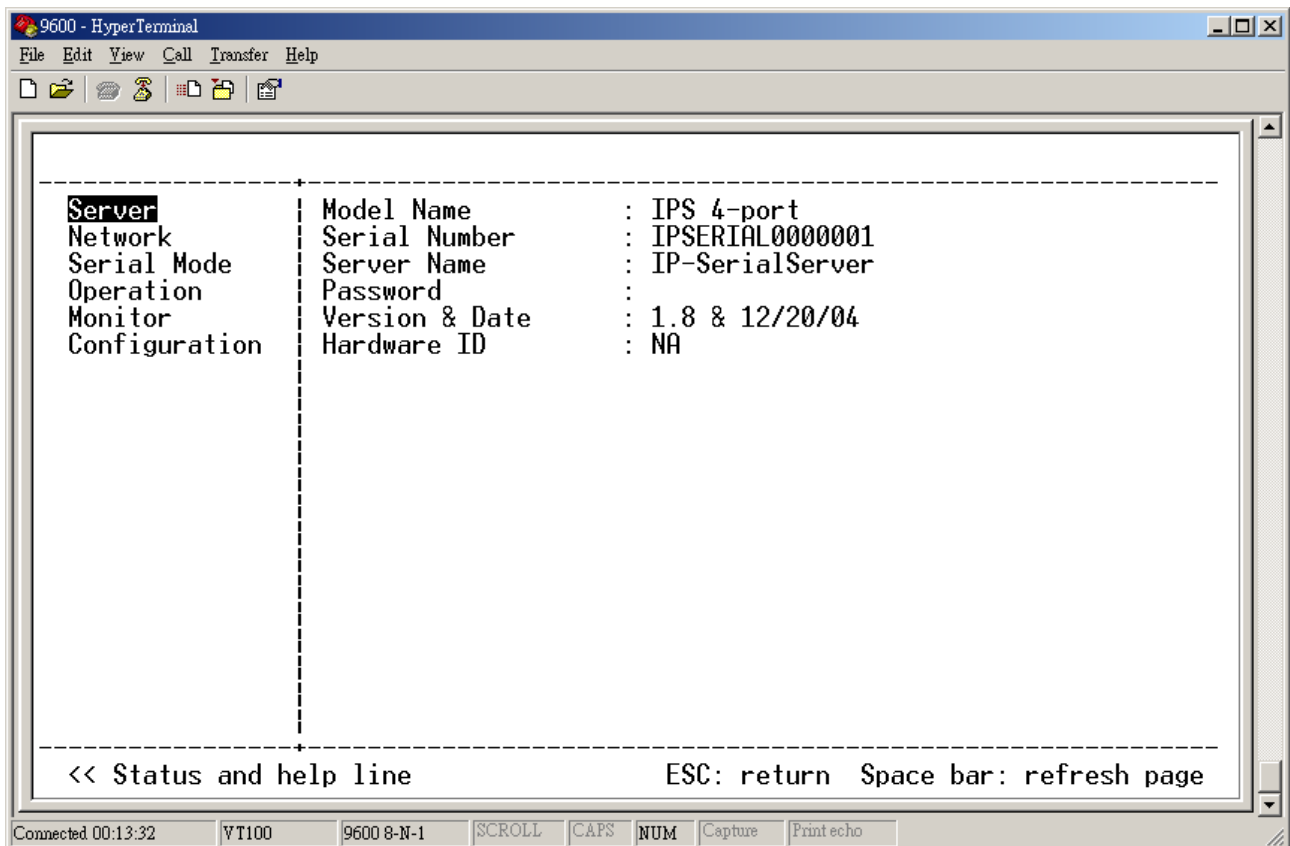 9600 - HyperTerminal
File Edit View Call Transfer Help
Server | Model Name : IPS 4-port
Network | Serial Number : IPSERIAL0000001
Serial Mode | Server Name : IP-SerialServer
Operation | Password :
Monitor | Version & Date : 1.8 & 12/20/04
Configuration | Hardware ID : NA
<< Status and help line ESC: return Space bar: refresh page
Connected 00:13:32 VT100 9600 8-N-1 SCROLL CAPS NUM Capture Print echo